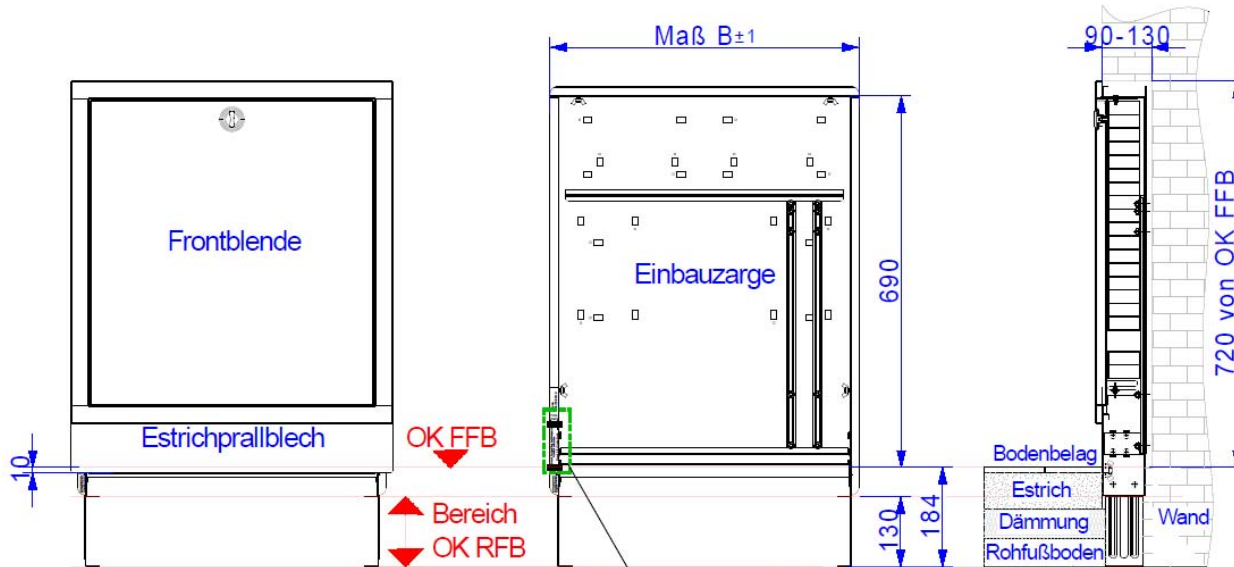 Maß B±1
90-130
Frontblende
Einbauzarge
690
720 von OK FFB
Estrichprallblech
OK FFB
10
Bodenbelag
Estrich
Bereich
OK RFB
130
184
Dämmung
Wand
Rohfußboden